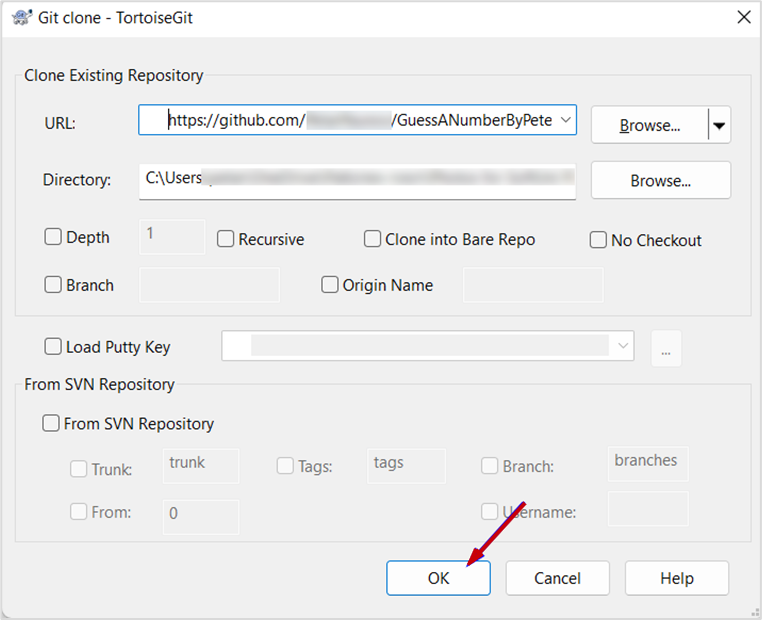 Git clone - TortoiseGit
Clone Existing Repository
URL: https://github.com/ /GuessANumberByPete Browse...
Directory: C:\Users Browse...
Depth 1 Recursive Clone into Bare Repo No Checkout
Branch Origin Name
Load Putty Key ...
From SVN Repository
From SVN Repository
Trunk: trunk Tags: tags Branch: branches
From: 0 Username:
OK Cancel Help